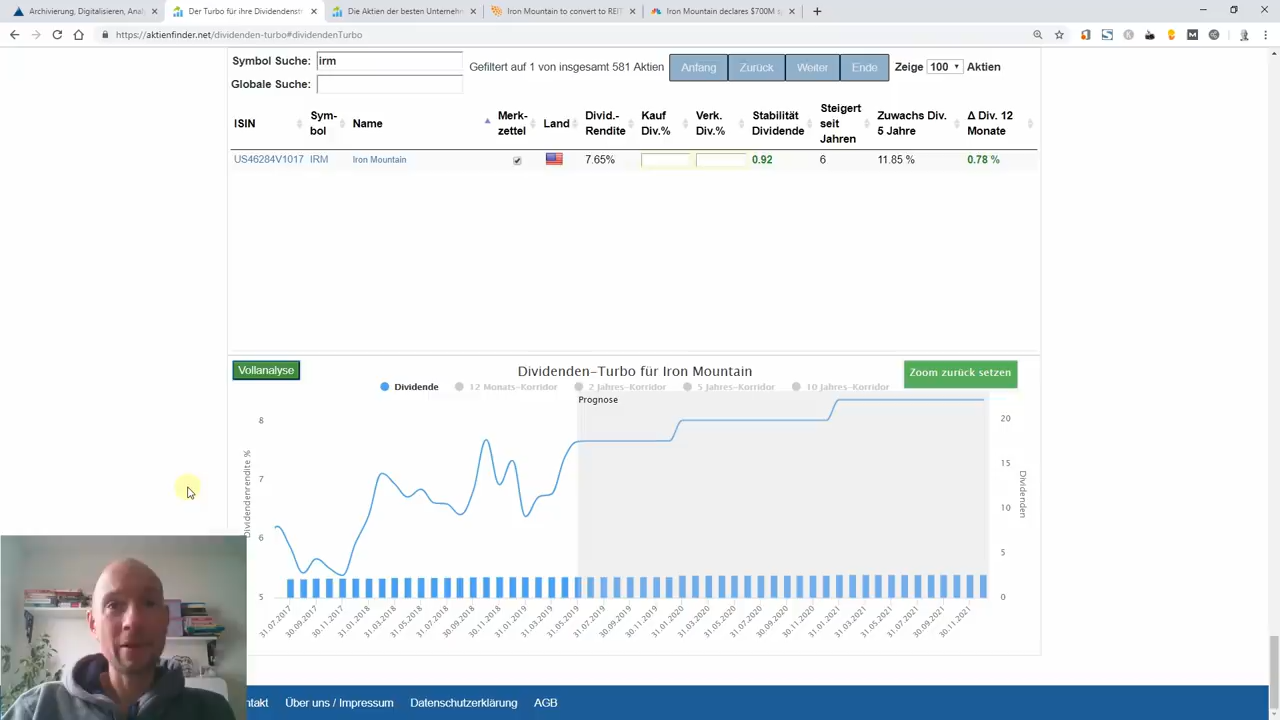 Archivierung, Digitalisieren, Anal
Der Turbo für ihre Dividendenst
Die Aktien der besten Unternehm
Iron Mountain to convert to REIT
Iron Mountain declares $700M s
https://aktienfinder.net/dividenden-turbo#dividendenTurbo
Symbol Suche: irm
Gefiltert auf 1 von insgesamt 581 Aktien
Anfang Zurück Weiter Ende
Zeige 100 Aktien
Globale Suche:
ISIN Sym-bol Name Merk-zettel Land Divid.-Rendite Kauf Div.% Verk. Div.% Stabilität Dividende Steigert seit Jahren Zuwachs Div. 5 Jahre Δ Div. 12 Monate
US46284V1017 IRM Iron Mountain 7.65% 0.92 6 11.85 % 0.78 %
Vollanalyse
Dividenden-Turbo für Iron Mountain
Zoom zurück setzen
Dividende 12 Monats-Korridor 2 Jahres-Korridor 5 Jahres-Korridor 10 Jahres-Korridor
Prognose
8
7
6
5
Dividendenrendite %
20
15
10
5
0
Dividenden
31.07.2017 30.09.2017 30.11.2017 31.01.2018 31.03.2018 31.05.2018 31.07.2018 30.09.2018 30.11.2018 31.01.2019 31.03.2019 31.05.2019 31.07.2019 30.09.2019 30.11.2019 31.01.2020 31.03.2020 31.05.2020 31.07.2020 30.09.2020 30.11.2020 31.01.2021 31.03.2021 31.05.2021 31.07.2021 30.09.2021 30.11.2021
ntakt Über uns / Impressum Datenschutzerklärung AGB